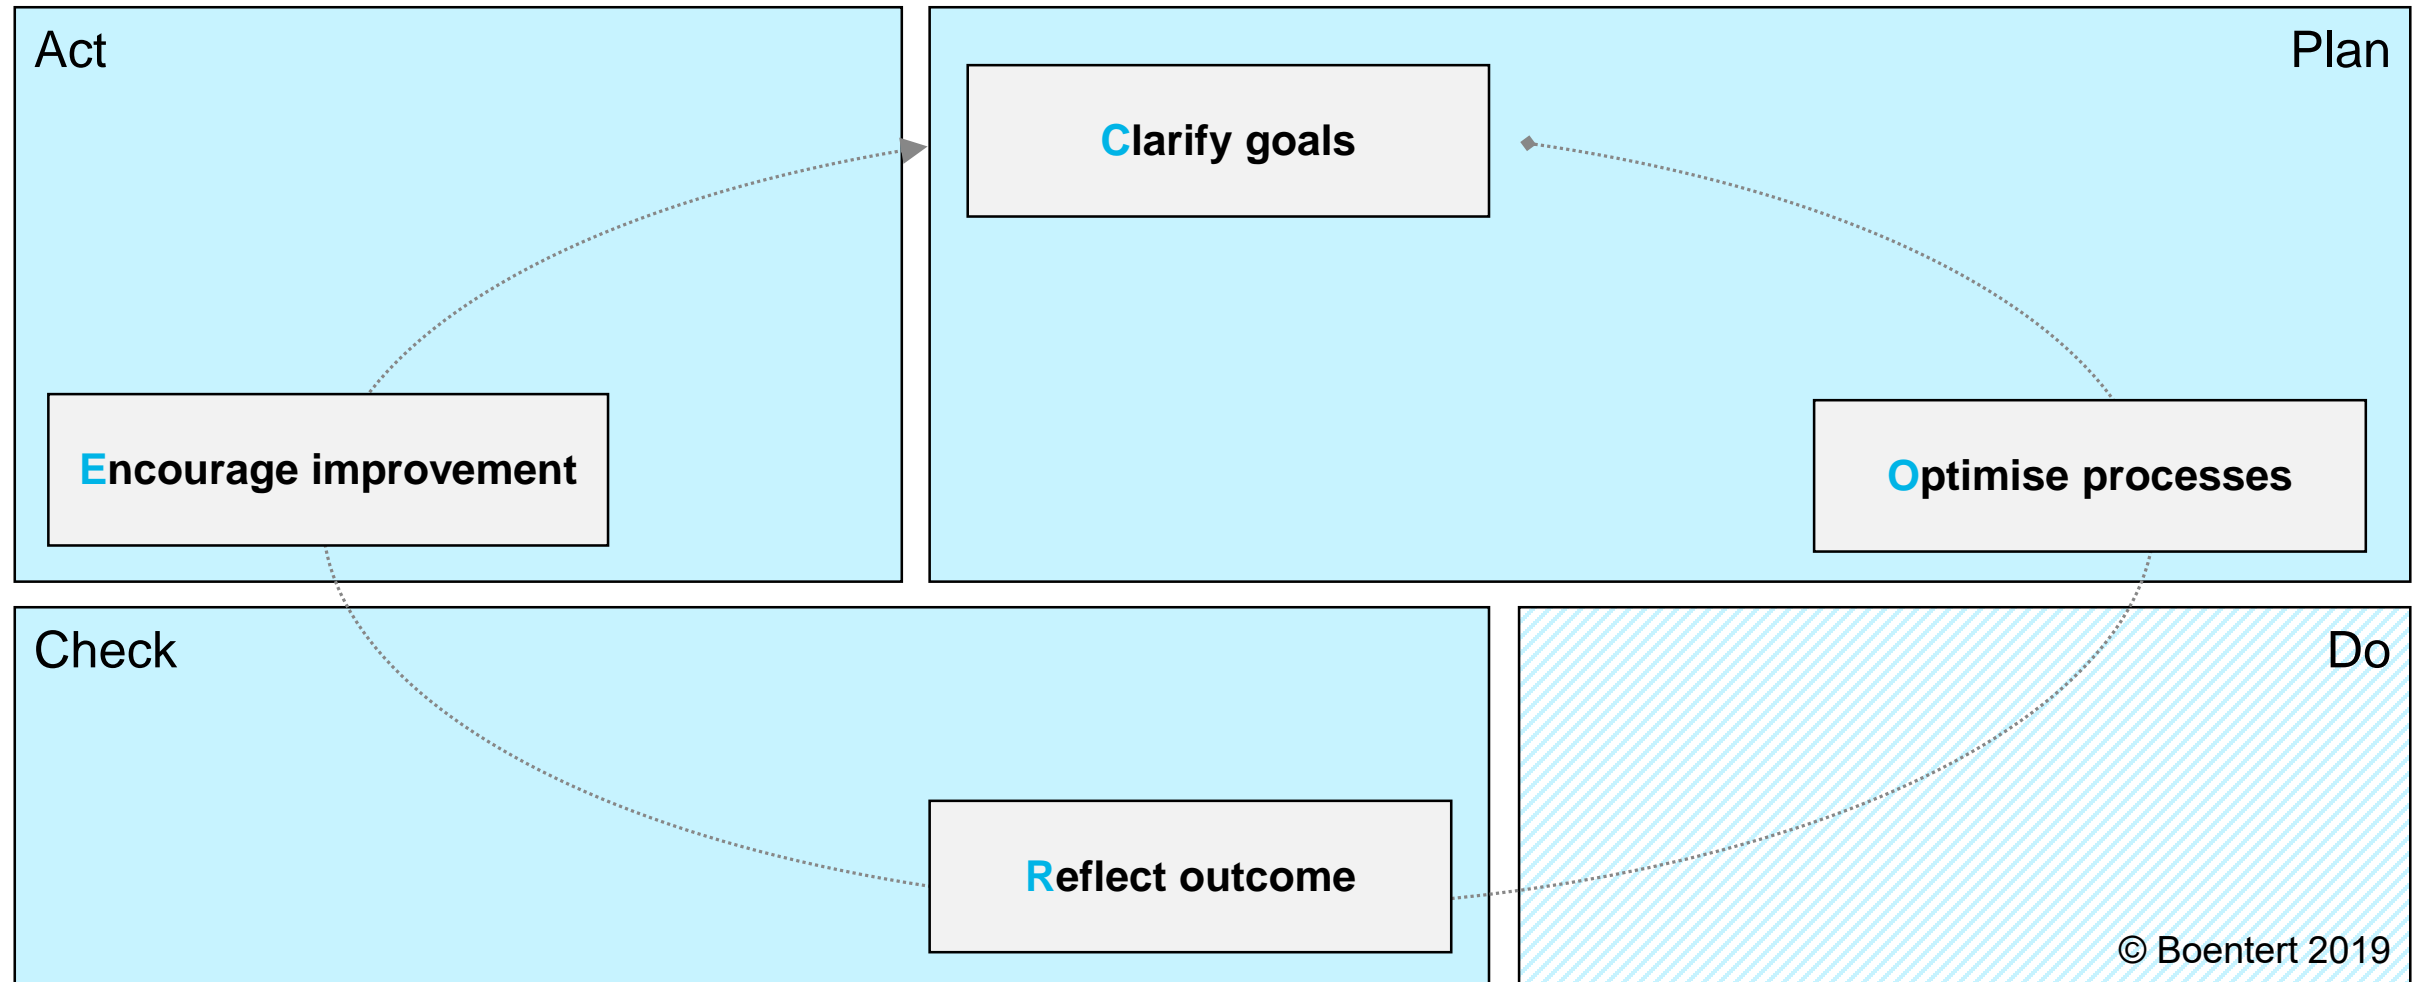 Act
Plan
Clarify goals
Encourage improvement
Optimise processes
Check
Do
Reflect outcome
© Boentert 2019